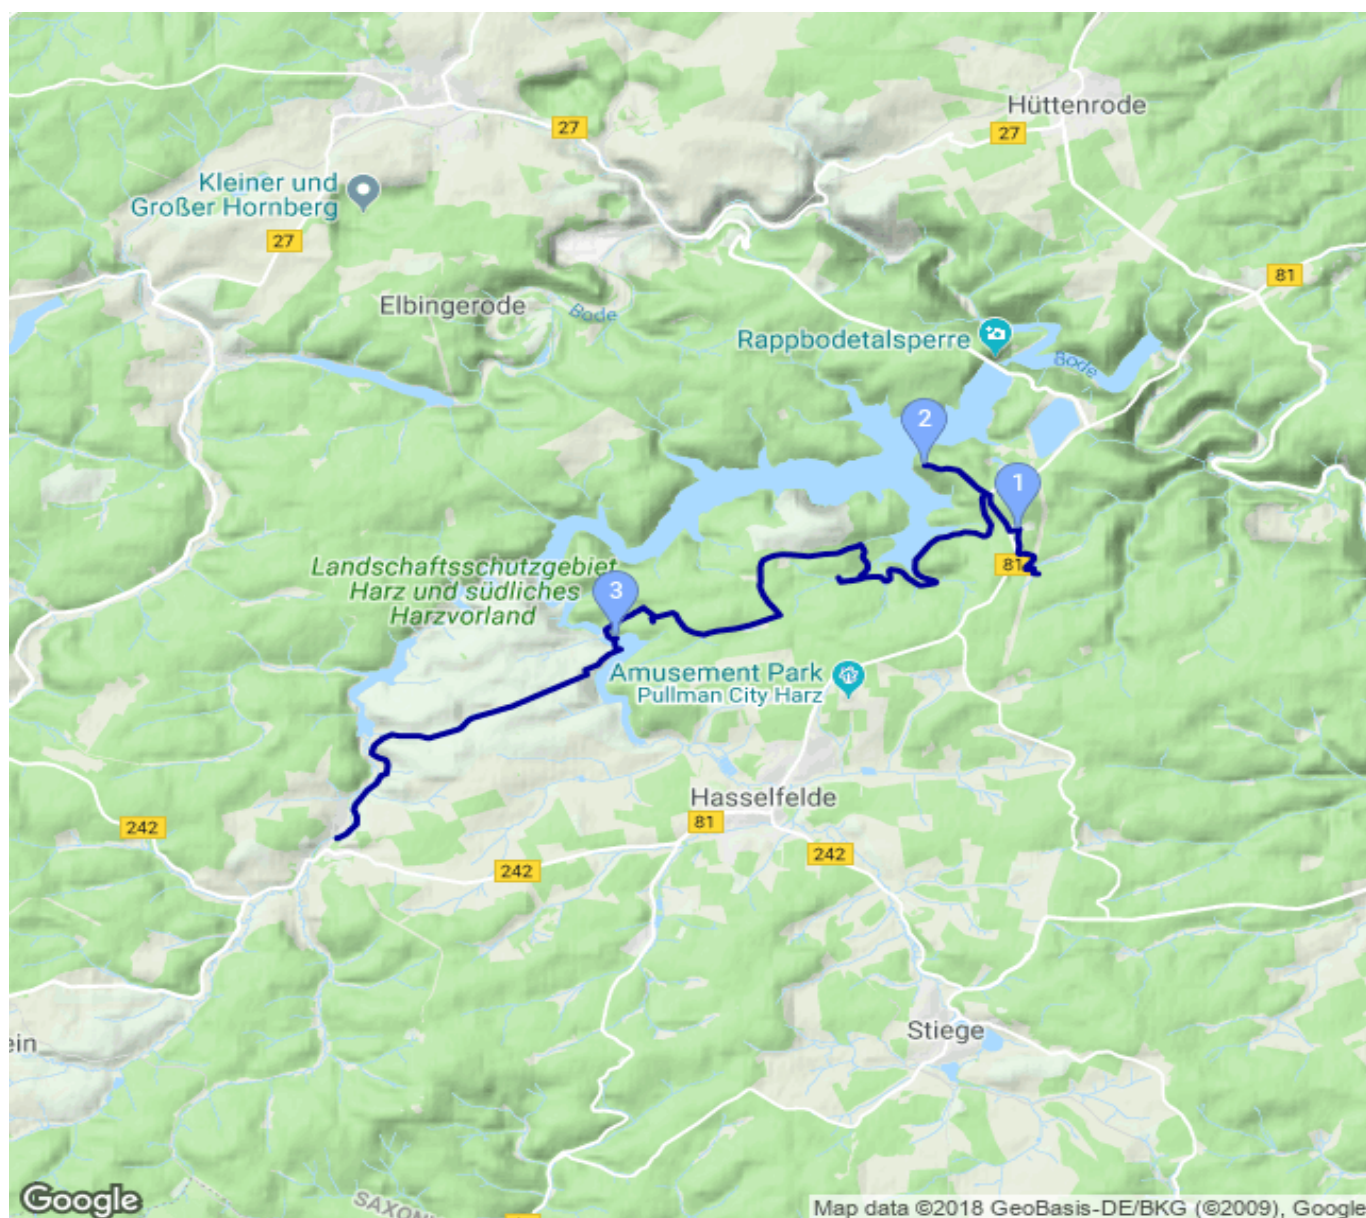 Hüttenrode
27
27
Kleiner und
Großer Hornberg
27
81
Elbingerode
Bode
Rappbodetalsperre
Bode
2
1
Landschaftsschutzgebiet
Harz und südliches
Harzvorland
81
3
Amusement Park
Pullman City Harz
Hasselfelde
242
81
242
242
Stiege
ein
SAXON
Google
Map data ©2018 GeoBasis-DE/BKG (©2009), Google